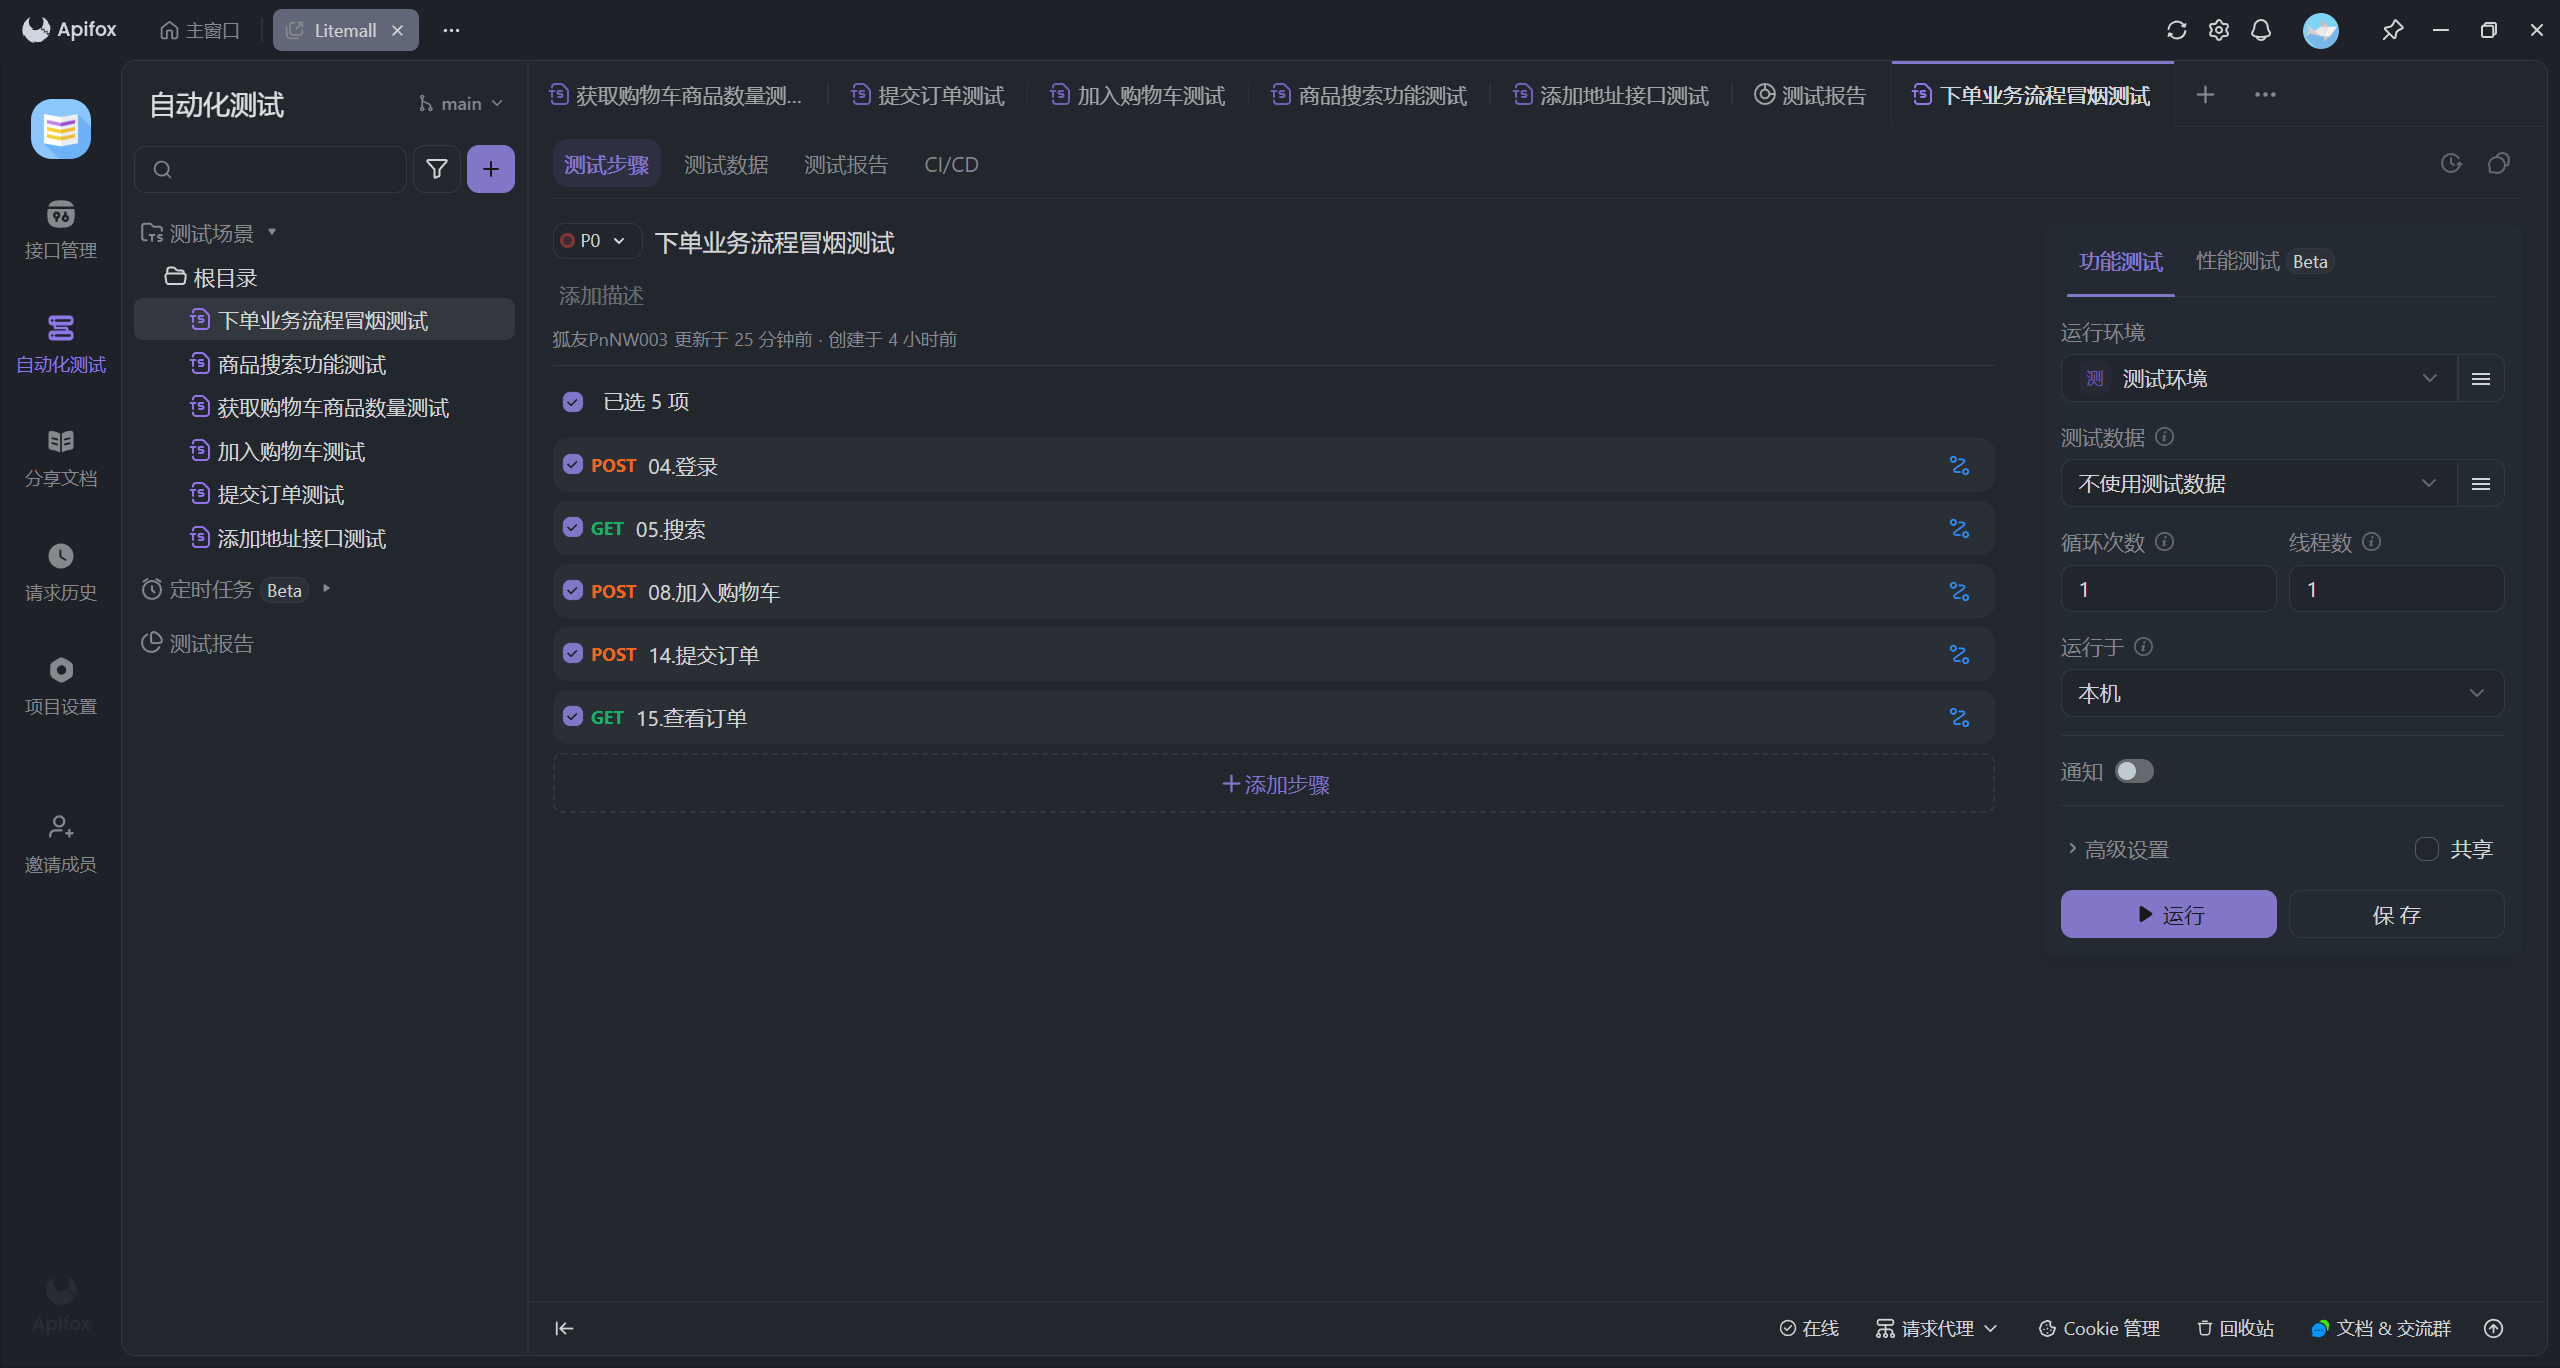 Apifox
主窗口
Litemall
接口管理
自动化测试
分享文档
请求历史
项目设置
邀请成员
Apifox
自动化测试
main
测试场景
根目录
下单业务流程冒烟测试
商品搜索功能测试
获取购物车商品数量测试
加入购物车测试
提交订单测试
添加地址接口测试
定时任务 Beta
测试报告
获取购物车商品数量测...
提交订单测试
加入购物车测试
商品搜索功能测试
添加地址接口测试
测试报告
下单业务流程冒烟测试
测试步骤
测试数据
测试报告
CI/CD
P0
下单业务流程冒烟测试
添加描述
狐友PnNW003 更新于 25 分钟前 · 创建于 4 小时前
已选 5 项
POST 04.登录
GET 05.搜索
POST 08.加入购物车
POST 14.提交订单
GET 15.查看订单
添加步骤
功能测试
性能测试 Beta
运行环境
测 测试环境
测试数据
不使用测试数据
循环次数
线程数
1
1
运行于
本机
通知
高级设置
共享
运行
保 存
在线
请求代理
Cookie 管理
回收站
文档 & 交流群